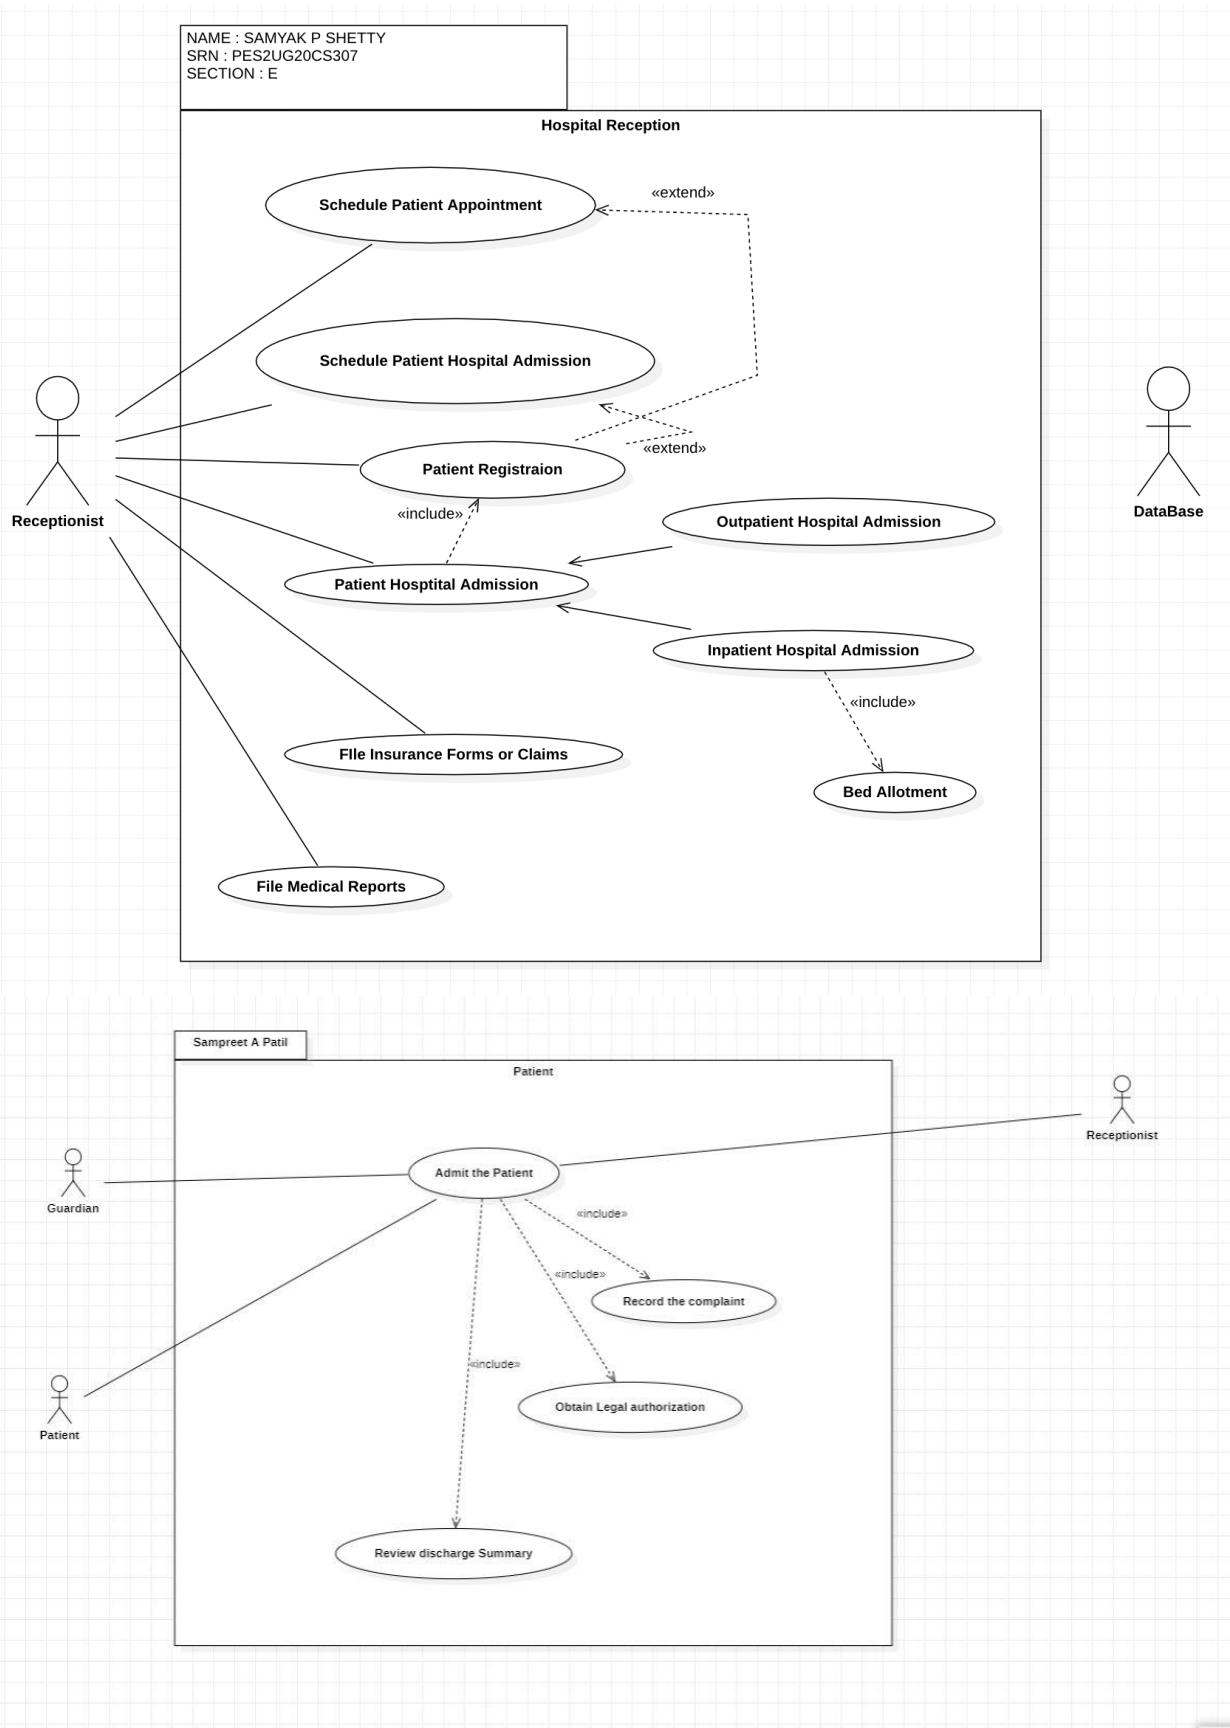 NAME : SAMYAK P SHETTY
SRN : PES2UG20CS307
SECTION : E
Hospital Reception
Schedule Patient Appointment
«extend»
Schedule Patient Hospital Admission
«extend»
Patient Registraion
«include»
Outpatient Hospital Admission
Receptionist
DataBase
Patient Hosptital Admission
Inpatient Hospital Admission
«include»
FIle Insurance Forms or Claims
Bed Allotment
File Medical Reports
Sampreet A Patil
Patient
Receptionist
Admit the Patient
Guardian
«include»
«include»
Record the complaint
«include»
Obtain Legal authorization
Patient
Review discharge Summary